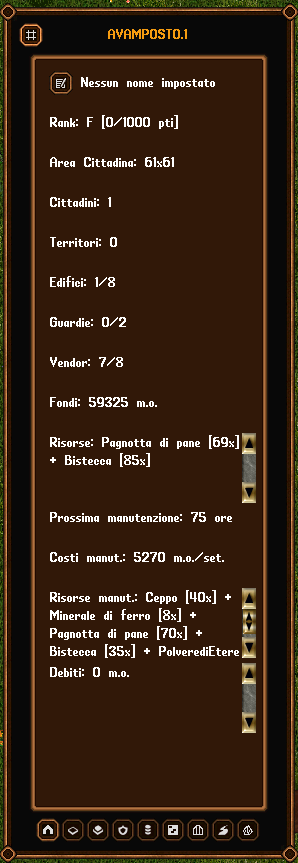 AVAMPOSTO.1
Nessun nome impostato
Rank: F [0/1000 pti]
Area Cittadina: 61x61
Cittadini: 1
Territori: 0
Edifici: 1/8
Guardie: 0/2
Vendor: 7/8
Fondi: 59325 m.o.
Risorse: Pagnotta di pane [69x]
+ Bistecca [85x]
Prossima manutenzione: 75 ore
Costi manut.: 5270 m.o./set.
Risorse manut.: Ceppo [40x] +
Minerale di ferro [8x] +
Pagnotta di pane [70x] +
Bistecca [35x] + PolverediEtere
Debiti: 0 m.o.